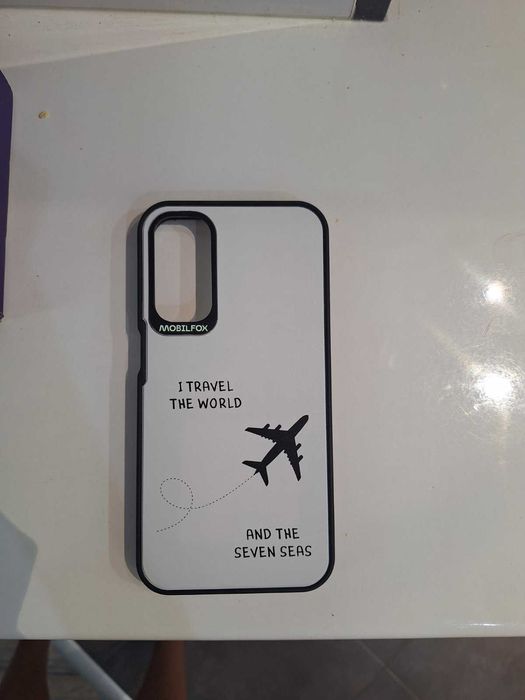 MOBILFOX
I TRAVEL
THE WORLD
AND THE
SEVEN SEAS